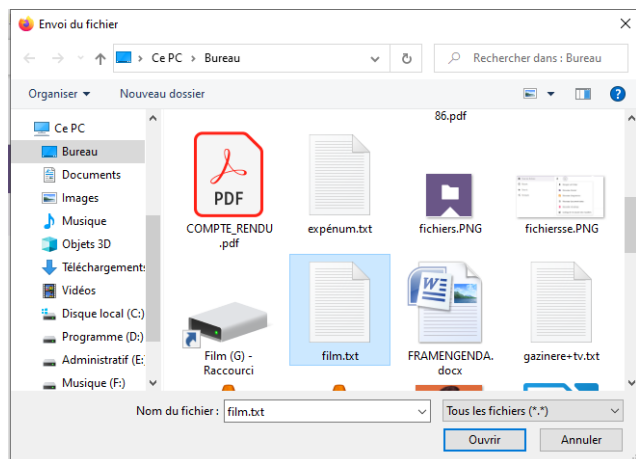 Envoi du fichier
Ce PC > Bureau
Rechercher dans : Bureau
Organiser
Nouveau dossier
Ce PC
Bureau
Documents
Images
Musique
Objets 3D
Téléchargements
Vidéos
Disque local (C:)
Programme (D:)
Administratif (E:
Musique (F:)
86.pdf
PDF
COMPTE_RENDU
.pdf
expénum.txt
fichiers.PNG
fichiersse.PNG
Film (G) -
Raccourci
film.txt
W
FRAMENGENDA.
docx
gazinere+tv.txt
Nom du fichier :
film.txt
Tous les fichiers (*.*)
Ouvrir
Annuler